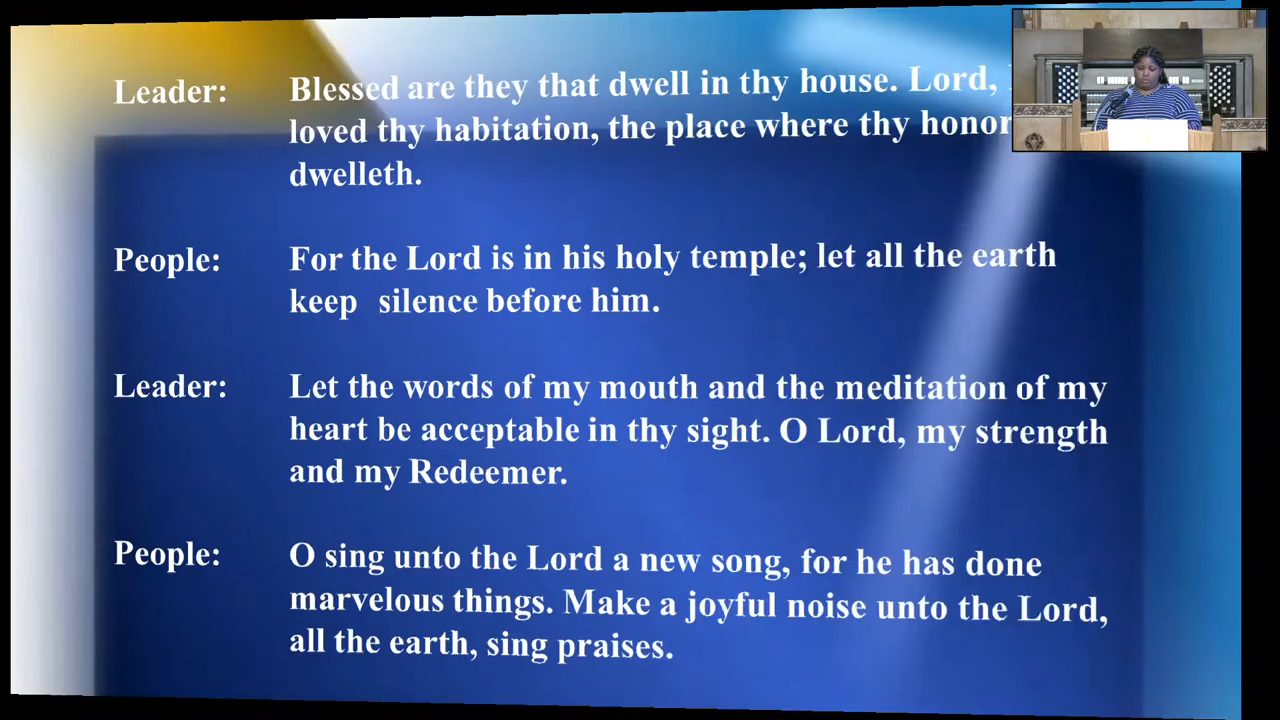 Leader: Blessed are they that dwell in thy house. Lord,
loved thy habitation, the place where thy honor
dwelleth.
People: For the Lord is in his holy temple; let all the earth
keep silence before him.
Leader: Let the words of my mouth and the meditation of my
heart be acceptable in thy sight. O Lord, my strength
and my Redeemer.
People: O sing unto the Lord a new song, for he has done
marvelous things. Make a joyful noise unto the Lord,
all the earth, sing praises.